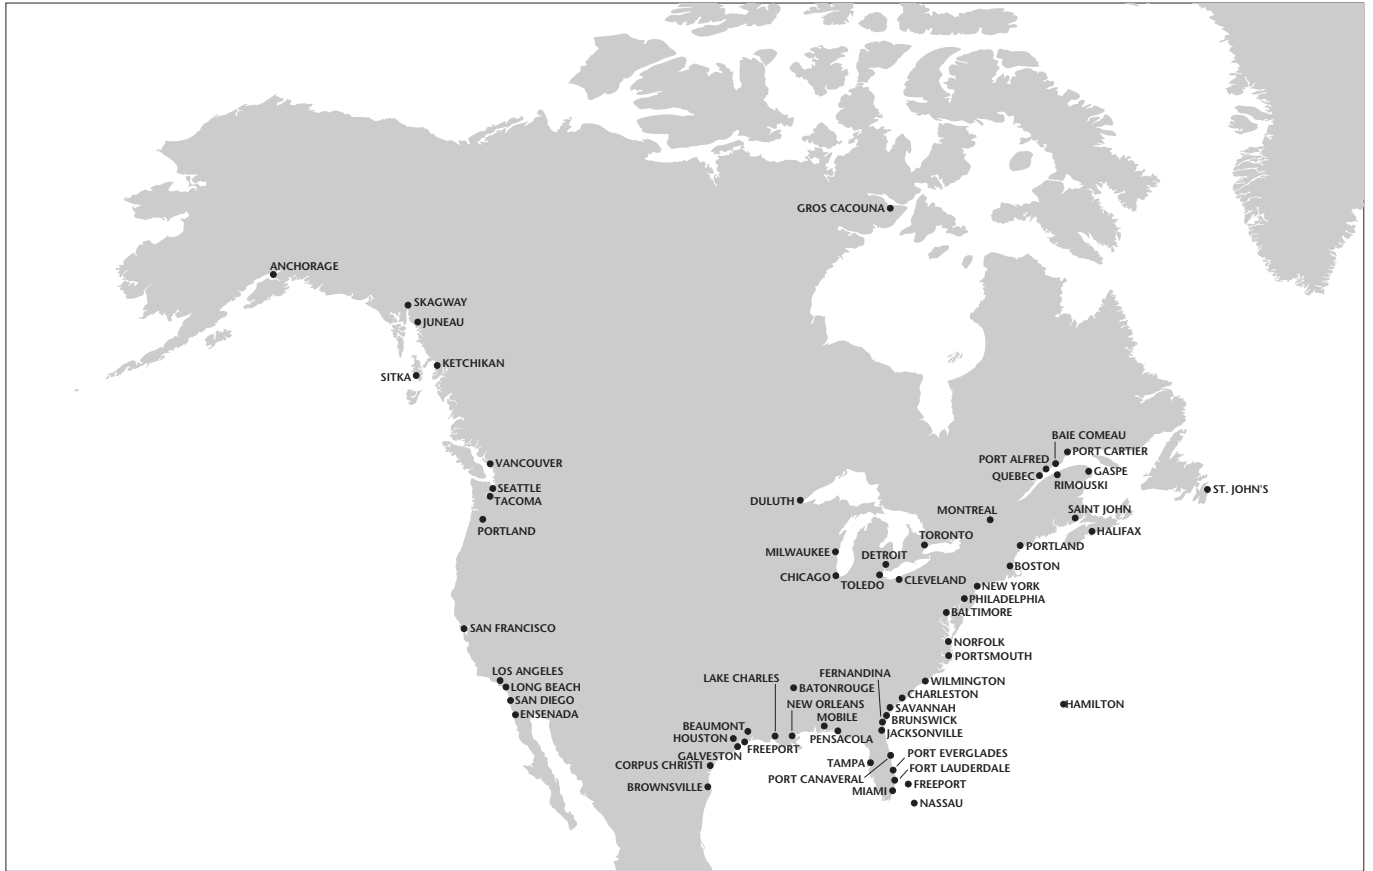 GROS CACOUNA
ANCHORAGE
SKAGWAY
JUNEAU
KETCHIKAN
SITKA
BAIE COMEAU
PORT CARTIER
PORT ALFRED
GASPE
QUEBEC
RIMOUSKI
VANCOUVER
SEATTLE
ST. JOHN'S
TACOMA
DULUTH
MONTREAL
SAINT JOHN
PORTLAND
HALIFAX
TORONTO
PORTLAND
MILWAUKEE
DETROIT
BOSTON
CHICAGO
TOLEDO
CLEVELAND
NEW YORK
PHILADELPHIA
BALTIMORE
SAN FRANCISCO
NORFOLK
PORTSMOUTH
LOS ANGELES
LAKE CHARLES
FERNANDINA
WILMINGTON
LONG BEACH
BATONROUGE
CHARLESTON
SAN DIEGO
NEW ORLEANS
HAMILTON
SAVANNAH
ENSENADA
MOBILE
BRUNSWICK
BEAUMONT
JACKSONVILLE
HOUSTON
PENSACOLA
FREEPORT
GALVESTON
PORT EVERGLADES
CORPUS CHRISTI
TAMPA
FORT LAUDERDALE
PORT CANAVERAL
FREEPORT
BROWNSVILLE
MIAMI
NASSAU